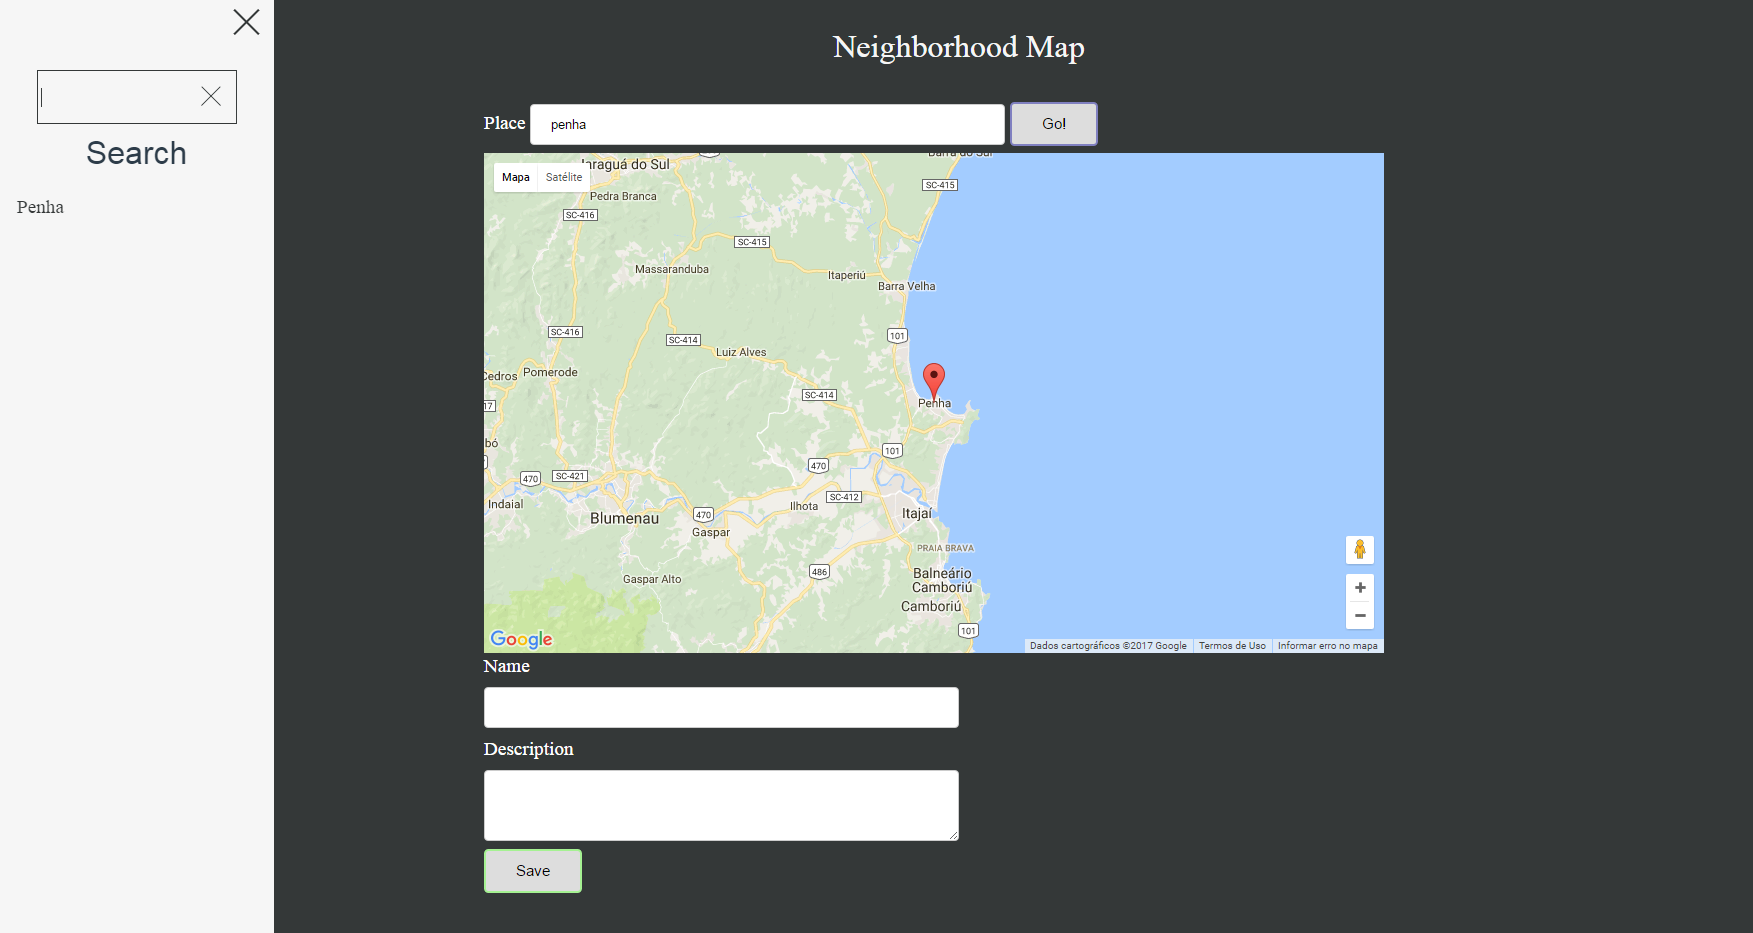 Search
Penha
Neighborhood Map
Place penha Go!
Mapa Satélite
Jaraguá do Sul
SC-415
Pedra Branca
SC-416
SC-415
Massaranduba
Itaperiú
Barra Velha
SC-416
101
SC-414
Luiz Alves
Cedros
Pomerode
SC-414
Penha
17
bó
101
470
470
SC-421
SC-412
Indaial
Ilhota
Itajaí
Blumenau
470
Gaspar
PRAIA BRAVA
486
Balneário
Camboriú
Gaspar Alto
Camboriú
101
Google
Dados cartográficos ©2017 Google Termos de Uso Informar erro no mapa
Name
Description
Save